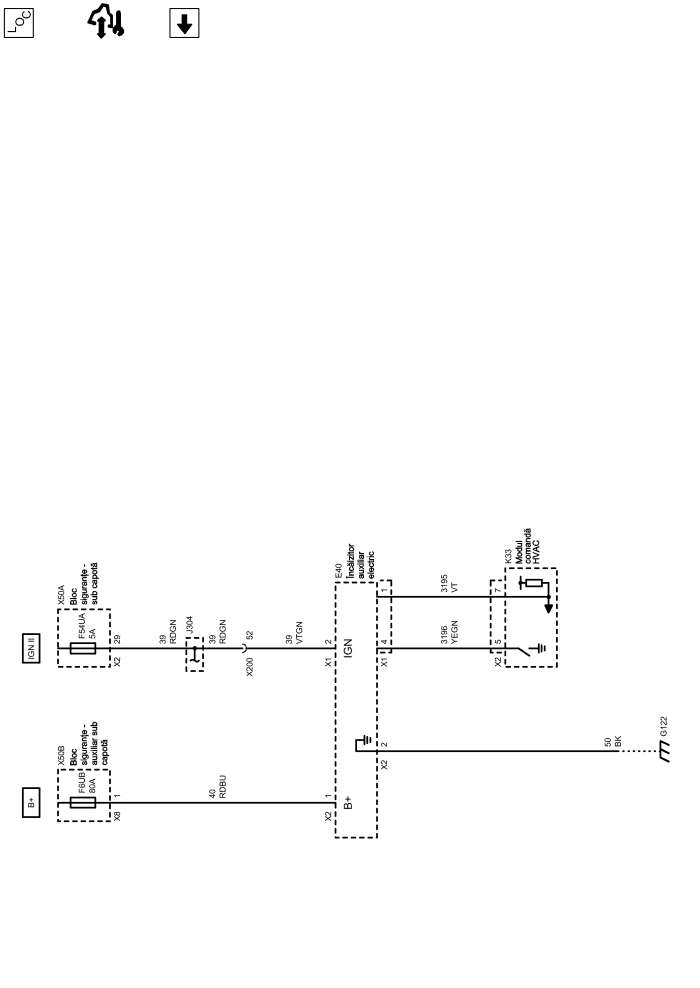 LOC
B+
IGN II
X50B
Bloc
siguranțe -
auxiliar sub
capotă
F6UB
80A
X8
1
40
RDBU
X2
1
B+
X50A
Bloc
siguranțe -
sub capotă
F54UA
5A
X2
29
39
RDGN
J304
39
RDGN
X200
52
39
VTGN
X1
2
IGN
E40
Încălzitor
auxiliar
electric
X2
2
50
BK
G122
X1
4
1
3196
YEGN
3195
VT
X2
5
7
K33
Modul
comandă
HVAC